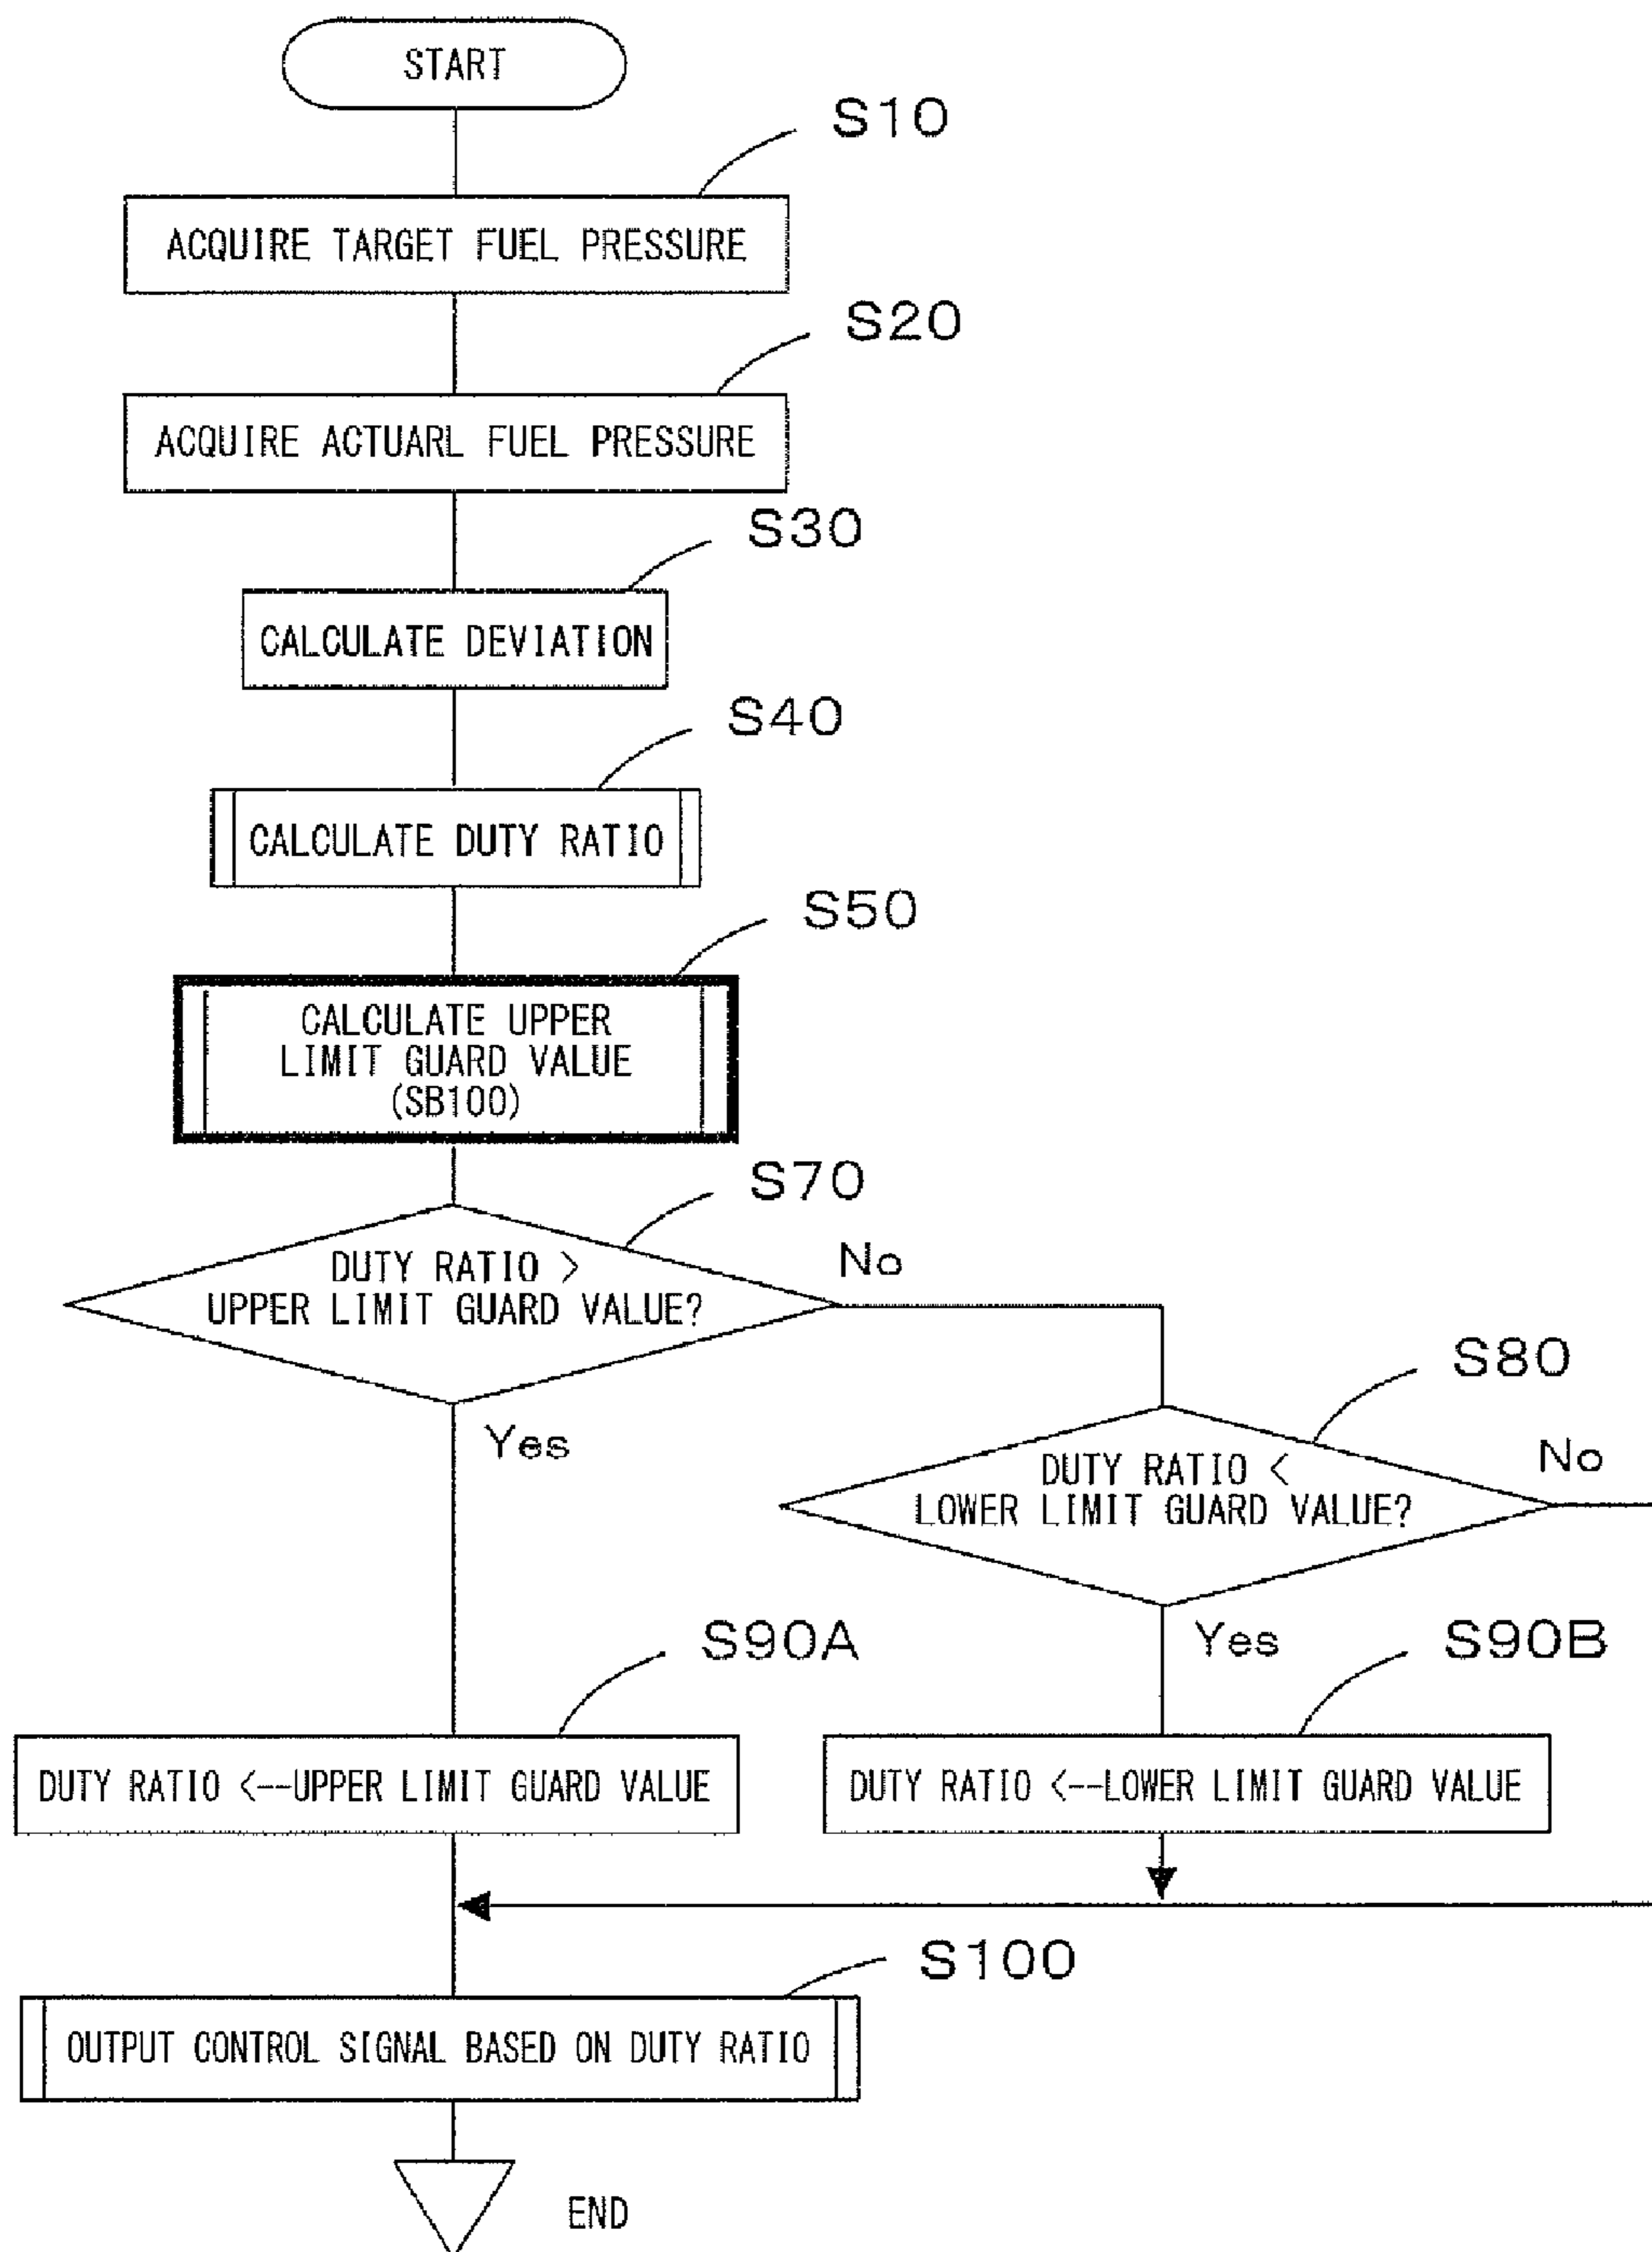 START
S10
ACQUIRE TARGET FUEL PRESSURE
S20
ACQUIRE ACTUARL FUEL PRESSURE
S30
CALCULATE DEVIATION
S40
CALCULATE DUTY RATIO
S50
CALCULATE UPPER
LIMIT GUARD VALUE
(SB100)
S70
DUTY RATIO >
UPPER LIMIT GUARD VALUE?
No
Yes
S80
DUTY RATIO <
LOWER LIMIT GUARD VALUE?
No
Yes
S90A
DUTY RATIO <--UPPER LIMIT GUARD VALUE
S90B
DUTY RATIO <--LOWER LIMIT GUARD VALUE
S100
OUTPUT CONTROL SIGNAL BASED ON DUTY RATIO
END